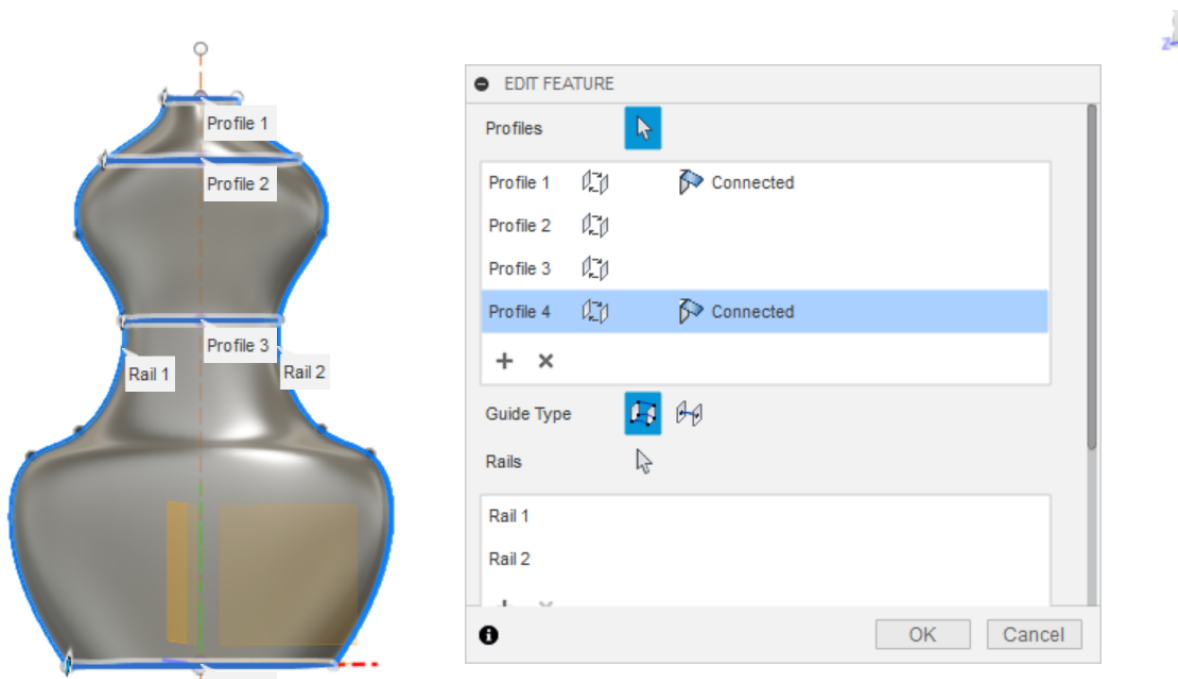 Profile 1
Profile 2
Profile 3
Rail 1
Rail 2
EDIT FEATURE
Profiles
Profile 1 Connected
Profile 2
Profile 3
Profile 4 Connected
Guide Type
Rails
Rail 1
Rail 2
OK Cancel
Z